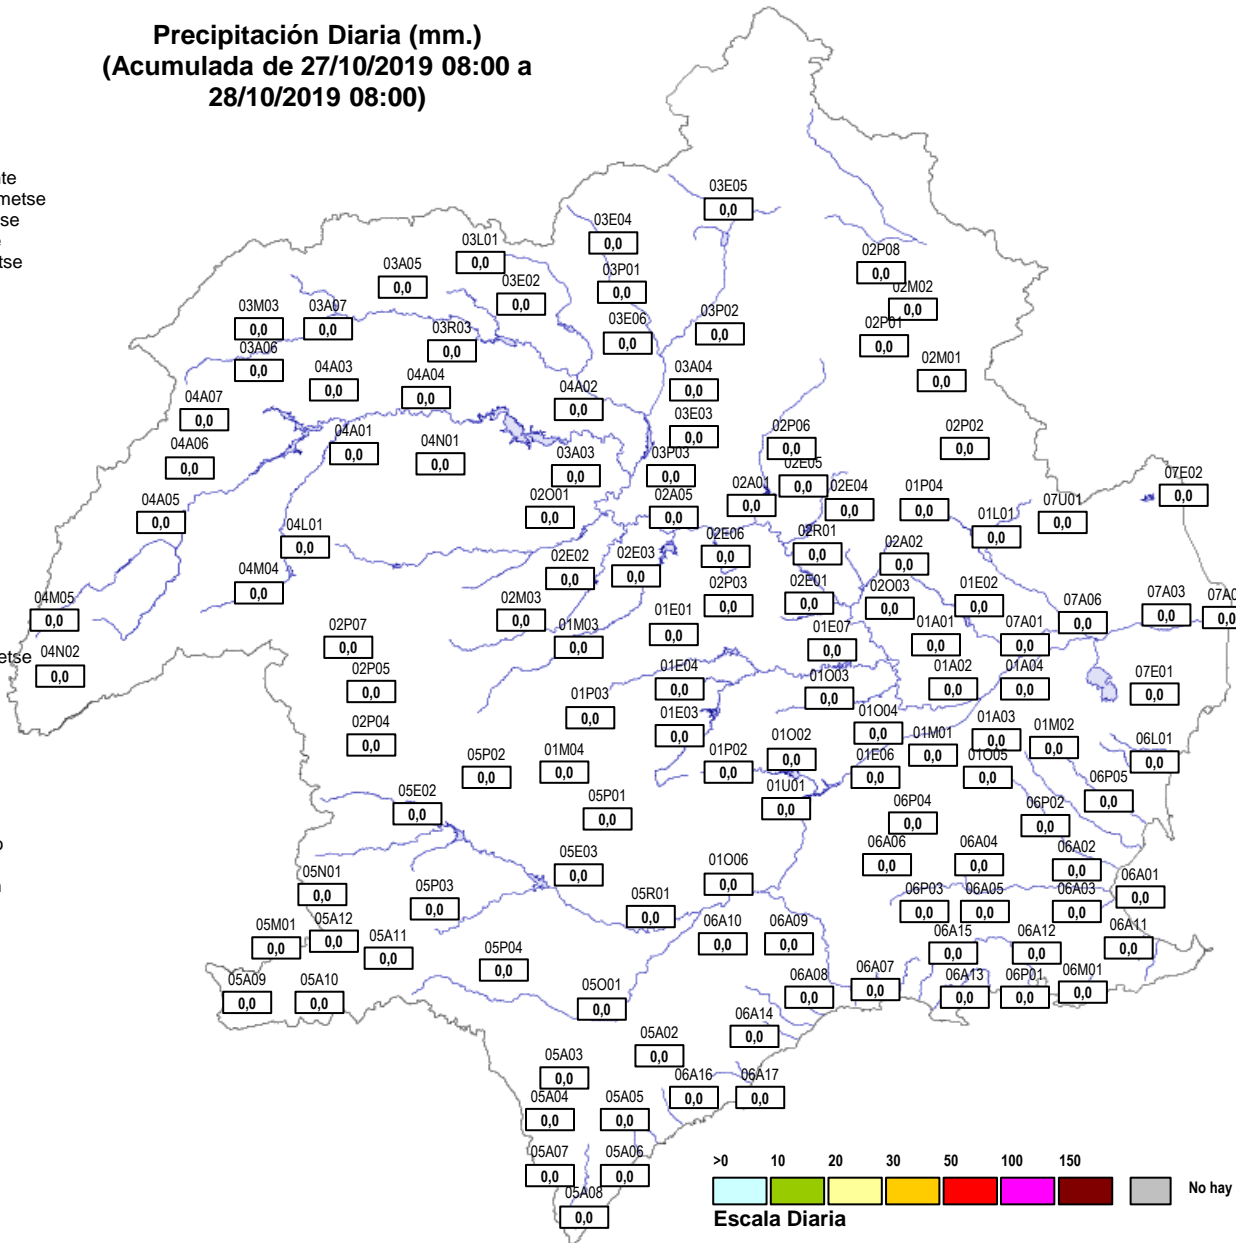 Precipitación Diaria (mm.)
(Acumulada de 27/10/2019 08:00 a
28/10/2019 08:00)
03E05
0,0
03E04
0,0
03L01
0,0
02P08
0,0
03A05
0,0
03P01
0,0
03E02
0,0
02M02
0,0
03M03
0,0
03A07
0,0
03E06
0,0
03P02
0,0
03R03
0,0
02P01
0,0
03A06
0,0
02M01
0,0
04A03
0,0
04A04
0,0
04A02
0,0
03A04
0,0
04A07
0,0
03E03
0,0
04A01
0,0
04N01
0,0
02P06
0,0
02P02
0,0
04A06
0,0
03A03
0,0
03P03
0,0
02E05
0,0
07E02
0,0
04A05
0,0
02O01
0,0
02A05
0,0
02A01
0,0
02E04
0,0
01P04
0,0
07U01
0,0
01L01
0,0
04L01
0,0
02E06
0,0
02R01
0,0
02A02
0,0
02E02
0,0
02E03
0,0
04M04
0,0
04M05
0,0
02M03
0,0
02P03
0,0
02E01
0,0
02O03
0,0
01E02
0,0
07A06
0,0
07A03
0,0
07A0
0,0
02P07
0,0
01M03
0,0
01E01
0,0
01E07
0,0
01A01
0,0
07A01
0,0
etse
04N02
0,0
02P05
0,0
01E04
0,0
01O03
0,0
01A02
0,0
01A04
0,0
07E01
0,0
01P03
0,0
02P04
0,0
01E03
0,0
01O04
0,0
01A03
0,0
01M02
0,0
05P02
0,0
01M04
0,0
01P02
0,0
01O02
0,0
01M01
0,0
01E06
0,0
01O05
0,0
06L01
0,0
05E02
0,0
05P01
0,0
01U01
0,0
06P04
0,0
06P02
0,0
06P05
0,0
05E03
0,0
01O06
0,0
06A06
0,0
06A04
0,0
06A02
0,0
05N01
0,0
05P03
0,0
05R01
0,0
06P03
0,0
06A05
0,0
06A03
0,0
06A01
0,0
05M01
0,0
05A12
0,0
05A11
0,0
05P04
0,0
06A10
0,0
06A09
0,0
06A15
0,0
06A12
0,0
06A11
0,0
05A09
0,0
05A10
0,0
05O01
0,0
06A08
0,0
06A07
0,0
06A13
0,0
06P01
0,0
06M01
0,0
05A02
0,0
06A14
0,0
05A03
0,0
06A16
0,0
06A17
0,0
05A04
0,0
05A05
0,0
05A07
0,0
05A06
0,0
05A08
0,0
>0 10 20 30 50 100 150
No hay
Escala Diaria